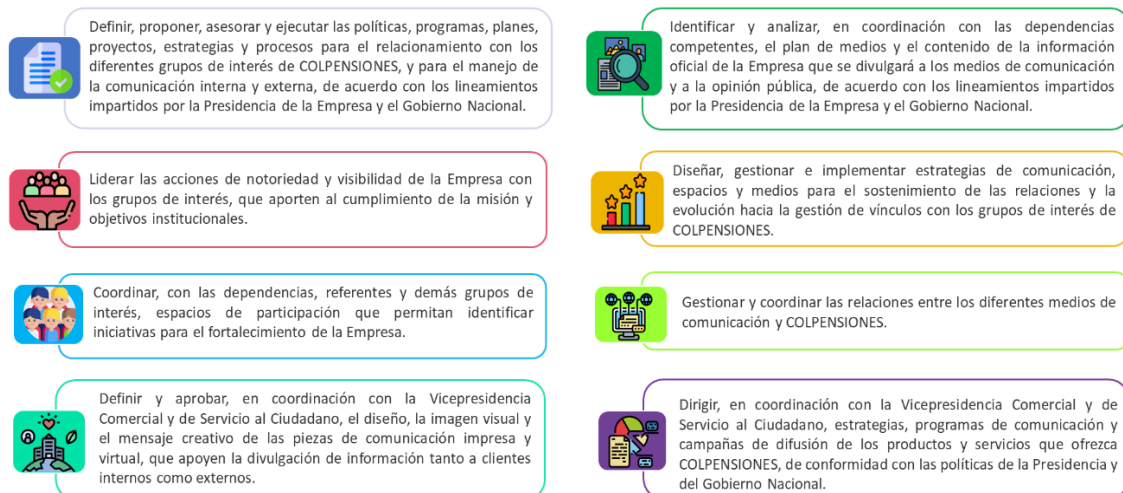 Definir, proponer, asesorar y ejecutar las políticas, programas, planes,
proyectos, estrategias y procesos para el relacionamiento con los
diferentes grupos de interés de COLPENSIONES, y para el manejo de
la comunicación interna y externa, de acuerdo con los lineamientos
impartidos por la Presidencia de la Empresa y el Gobierno Nacional.
Identificar y analizar, en coordinación con las dependencias
competentes, el plan de medios y el contenido de la información
oficial de la Empresa que se divulgará a los medios de comunicación
y a la opinión pública, de acuerdo con los lineamientos impartidos
por la Presidencia de la Empresa y el Gobierno Nacional.
Liderar las acciones de notoriedad y visibilidad de la Empresa con
los grupos de interés, que aporten al cumplimiento de la misión y
objetivos institucionales.
Diseñar, gestionar e implementar estrategias de comunicación,
espacios y medios para el sostenimiento de las relaciones y la
evolución hacia la gestión de vínculos con los grupos de interés de
COLPENSIONES.
Coordinar, con las dependencias, referentes y demás grupos de
interés, espacios de participación que permitan identificar
iniciativas para el fortalecimiento de la Empresa.
Gestionar y coordinar las relaciones entre los diferentes medios de
comunicación y COLPENSIONES.
Definir y aprobar, en coordinación con la Vicepresidencia
Comercial y de Servicio al Ciudadano, el diseño, la imagen visual y
el mensaje creativo de las piezas de comunicación impresa y
virtual, que apoyen la divulgación de información tanto a clientes
internos como externos.
Dirigir, en coordinación con la Vicepresidencia Comercial y de
Servicio al Ciudadano, estrategias, programas de comunicación y
campañas de difusión de los productos y servicios que ofrezca
COLPENSIONES, de conformidad con las políticas de la Presidencia y
del Gobierno Nacional.